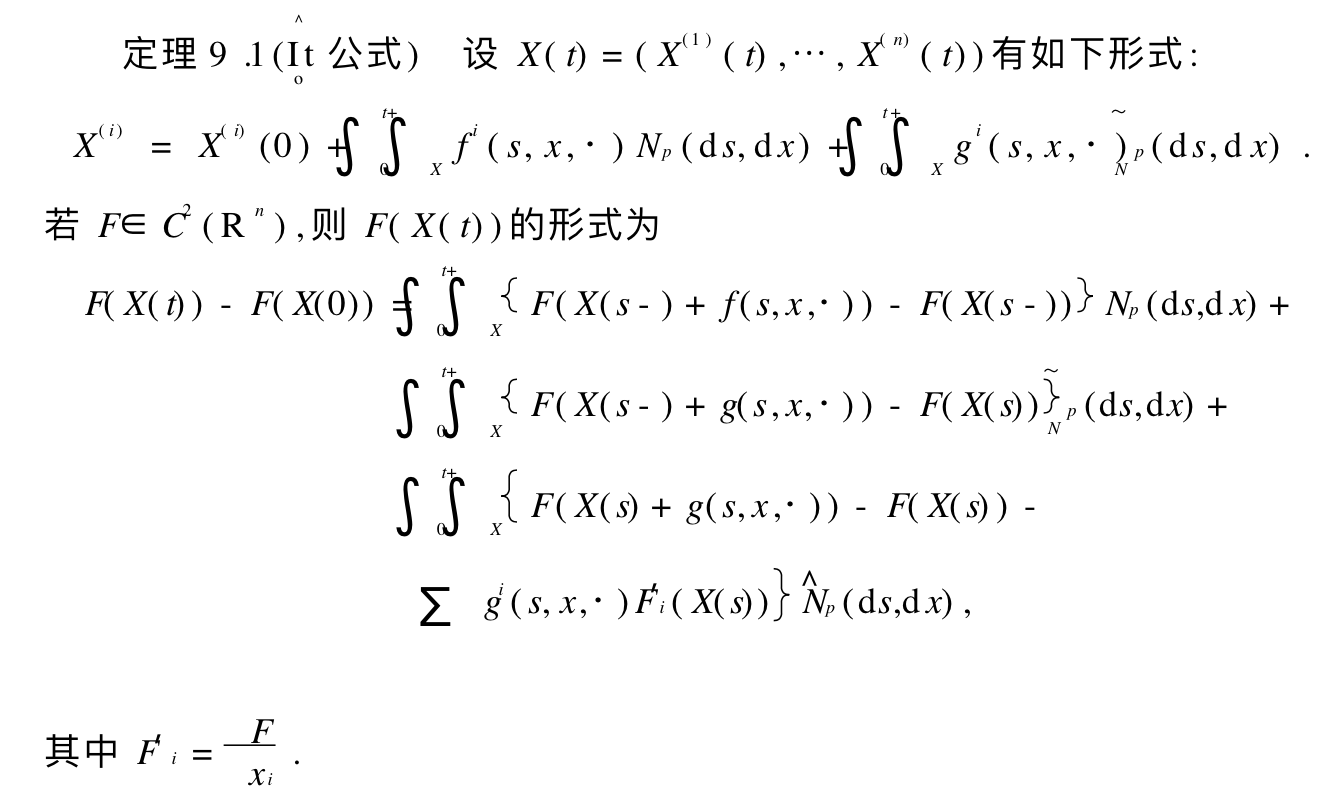 定理 9.1(Itô 公式) 设 X(t) = (X^{(1)}(t), ⋯, X^{(n)}(t)) 有如下形式:
X^{(i)} = X^{(i)}(0) + ∫_0^{t+}∫_X f^i(s, x, ·) N_p(ds, dx) + ∫_0^{t+}∫_X g^i(s, x, ·) Ñ_p(ds, dx) .
若 F ∈ C^2(R^n), 则 F(X(t)) 的形式为
F(X(t)) - F(X(0)) = ∫_0^{t+}∫_X {F(X(s-) + f(s, x, ·)) - F(X(s-))} N_p(ds, dx) +
∫_0^{t+}∫_X {F(X(s-) + g(s, x, ·)) - F(X(s))} Ñ_p(ds, dx) +
∫_0^{t+}∫_X {F(X(s) + g(s, x, ·)) - F(X(s)) -
∑ g^i(s, x, ·) F′_i(X(s))} N̂_p(ds, dx) ,
其中 F′_i = F / x_i .